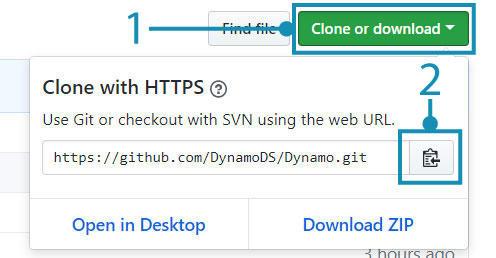 1
Find file
Clone or download
2
Clone with HTTPS ?
Use Git or checkout with SVN using the web URL.
https://github.com/DynamoDS/Dynamo.git
Open in Desktop
Download ZIP
3 hours ago